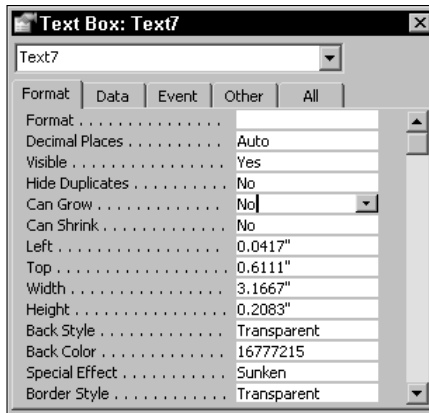 Text Box: Text7
Text7
Format Data Event Other All
Format . . . . . . . . . . . . . . .
Decimal Places . . . . . . . . . . Auto
Visible . . . . . . . . . . . . . . . . Yes
Hide Duplicates . . . . . . . . . . No
Can Grow . . . . . . . . . . . . . No
Can Shrink . . . . . . . . . . . . . No
Left . . . . . . . . . . . . . . . . . . 0.0417"
Top . . . . . . . . . . . . . . . . . . 0.6111"
Width . . . . . . . . . . . . . . . . 3.1667"
Height . . . . . . . . . . . . . . . . 0.2083"
Back Style . . . . . . . . . . . . . Transparent
Back Color . . . . . . . . . . . . . 16777215
Special Effect . . . . . . . . . . . Sunken
Border Style . . . . . . . . . . . . Transparent